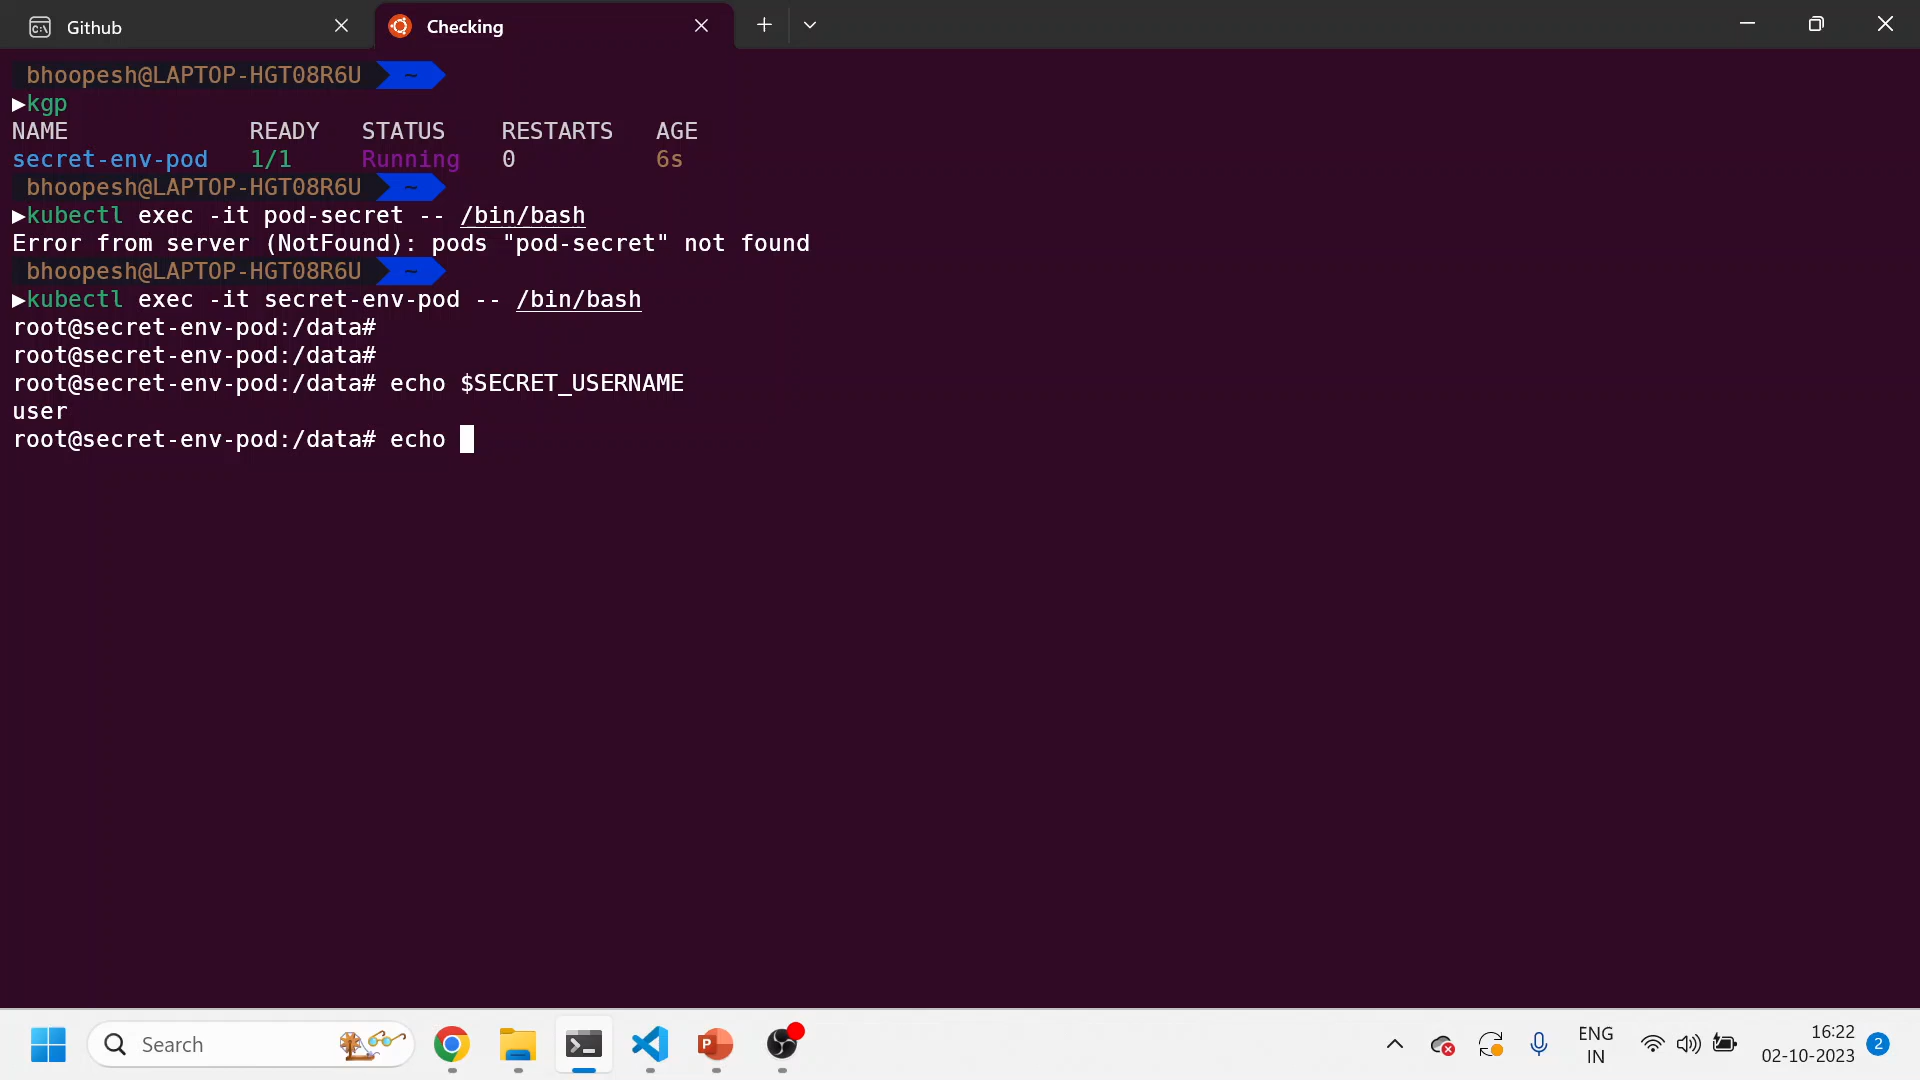 Github
Checking
bhoopesh@LAPTOP-HGT08R6U ~
▶kgp
NAME READY STATUS RESTARTS AGE
secret-env-pod 1/1 Running 0 6s
bhoopesh@LAPTOP-HGT08R6U ~
▶kubectl exec -it pod-secret -- /bin/bash
Error from server (NotFound): pods "pod-secret" not found
bhoopesh@LAPTOP-HGT08R6U ~
▶kubectl exec -it secret-env-pod -- /bin/bash
root@secret-env-pod:/data#
root@secret-env-pod:/data#
root@secret-env-pod:/data# echo $SECRET_USERNAME
user
root@secret-env-pod:/data# echo
Search
ENG
IN
16:22
02-10-2023
2